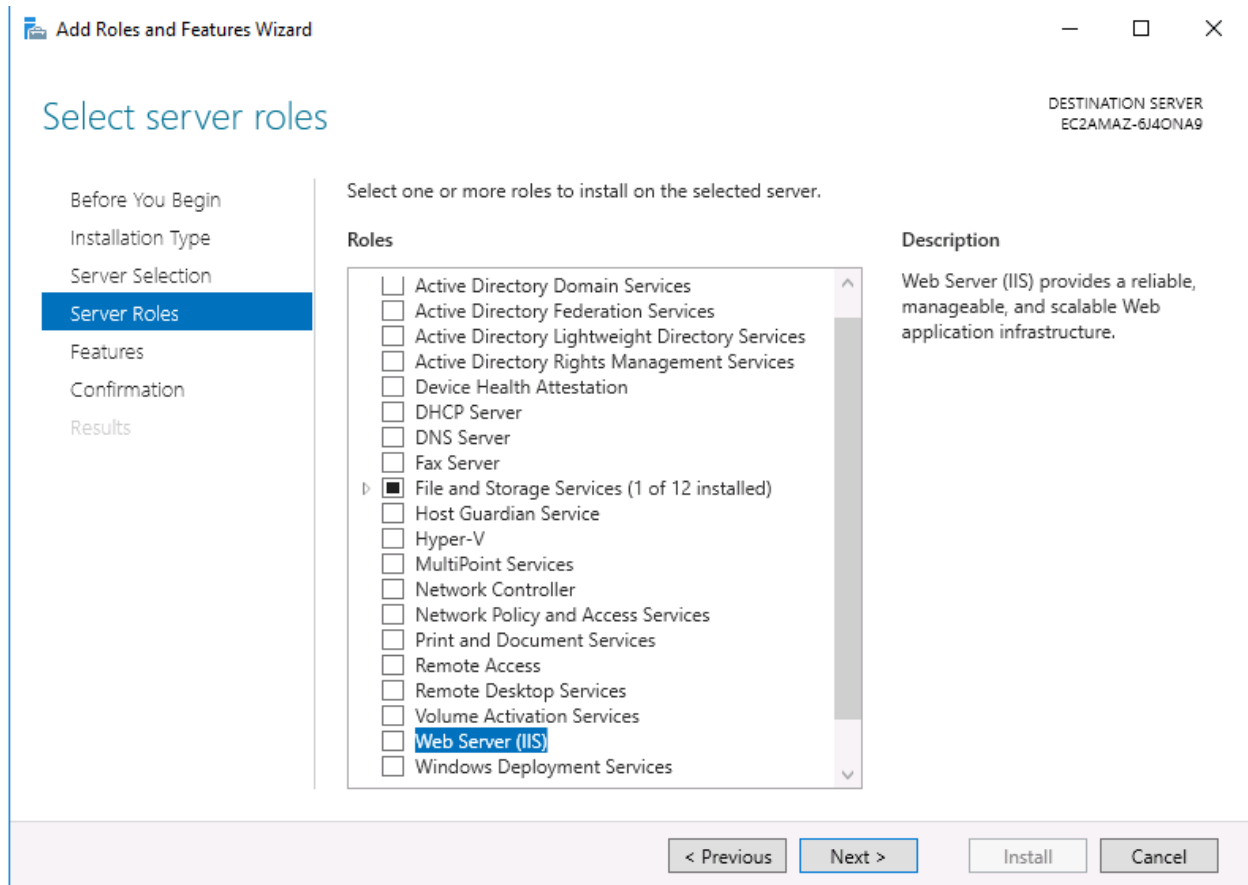 Add Roles and Features Wizard
Select server roles
DESTINATION SERVER
EC2AMAZ-6J4ONA9
Before You Begin
Installation Type
Server Selection
Server Roles
Features
Confirmation
Results
Select one or more roles to install on the selected server.
Roles
Active Directory Domain Services
Active Directory Federation Services
Active Directory Lightweight Directory Services
Active Directory Rights Management Services
Device Health Attestation
DHCP Server
DNS Server
Fax Server
File and Storage Services (1 of 12 installed)
Host Guardian Service
Hyper-V
MultiPoint Services
Network Controller
Network Policy and Access Services
Print and Document Services
Remote Access
Remote Desktop Services
Volume Activation Services
Web Server (IIS)
Windows Deployment Services
Description
Web Server (IIS) provides a reliable,
manageable, and scalable Web
application infrastructure.
< Previous
Next >
Install
Cancel